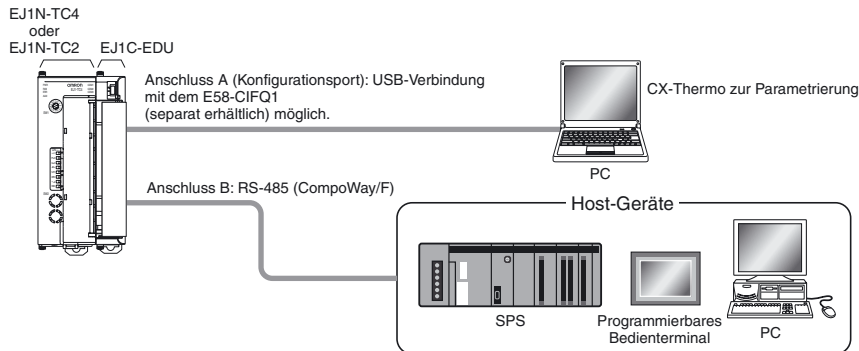 EJ1N-TC4
oder
EJ1N-TC2
EJ1C-EDU
OMRON
Anschluss A (Konfigurationsport): USB-Verbindung
mit dem E58-CIFQ1
(separat erhältlich) möglich.
CX-Thermo zur Parametrierung
PC
Anschluss B: RS-485 (CompoWay/F)
Host-Geräte
SPS
Programmierbares
Bedienterminal
PC